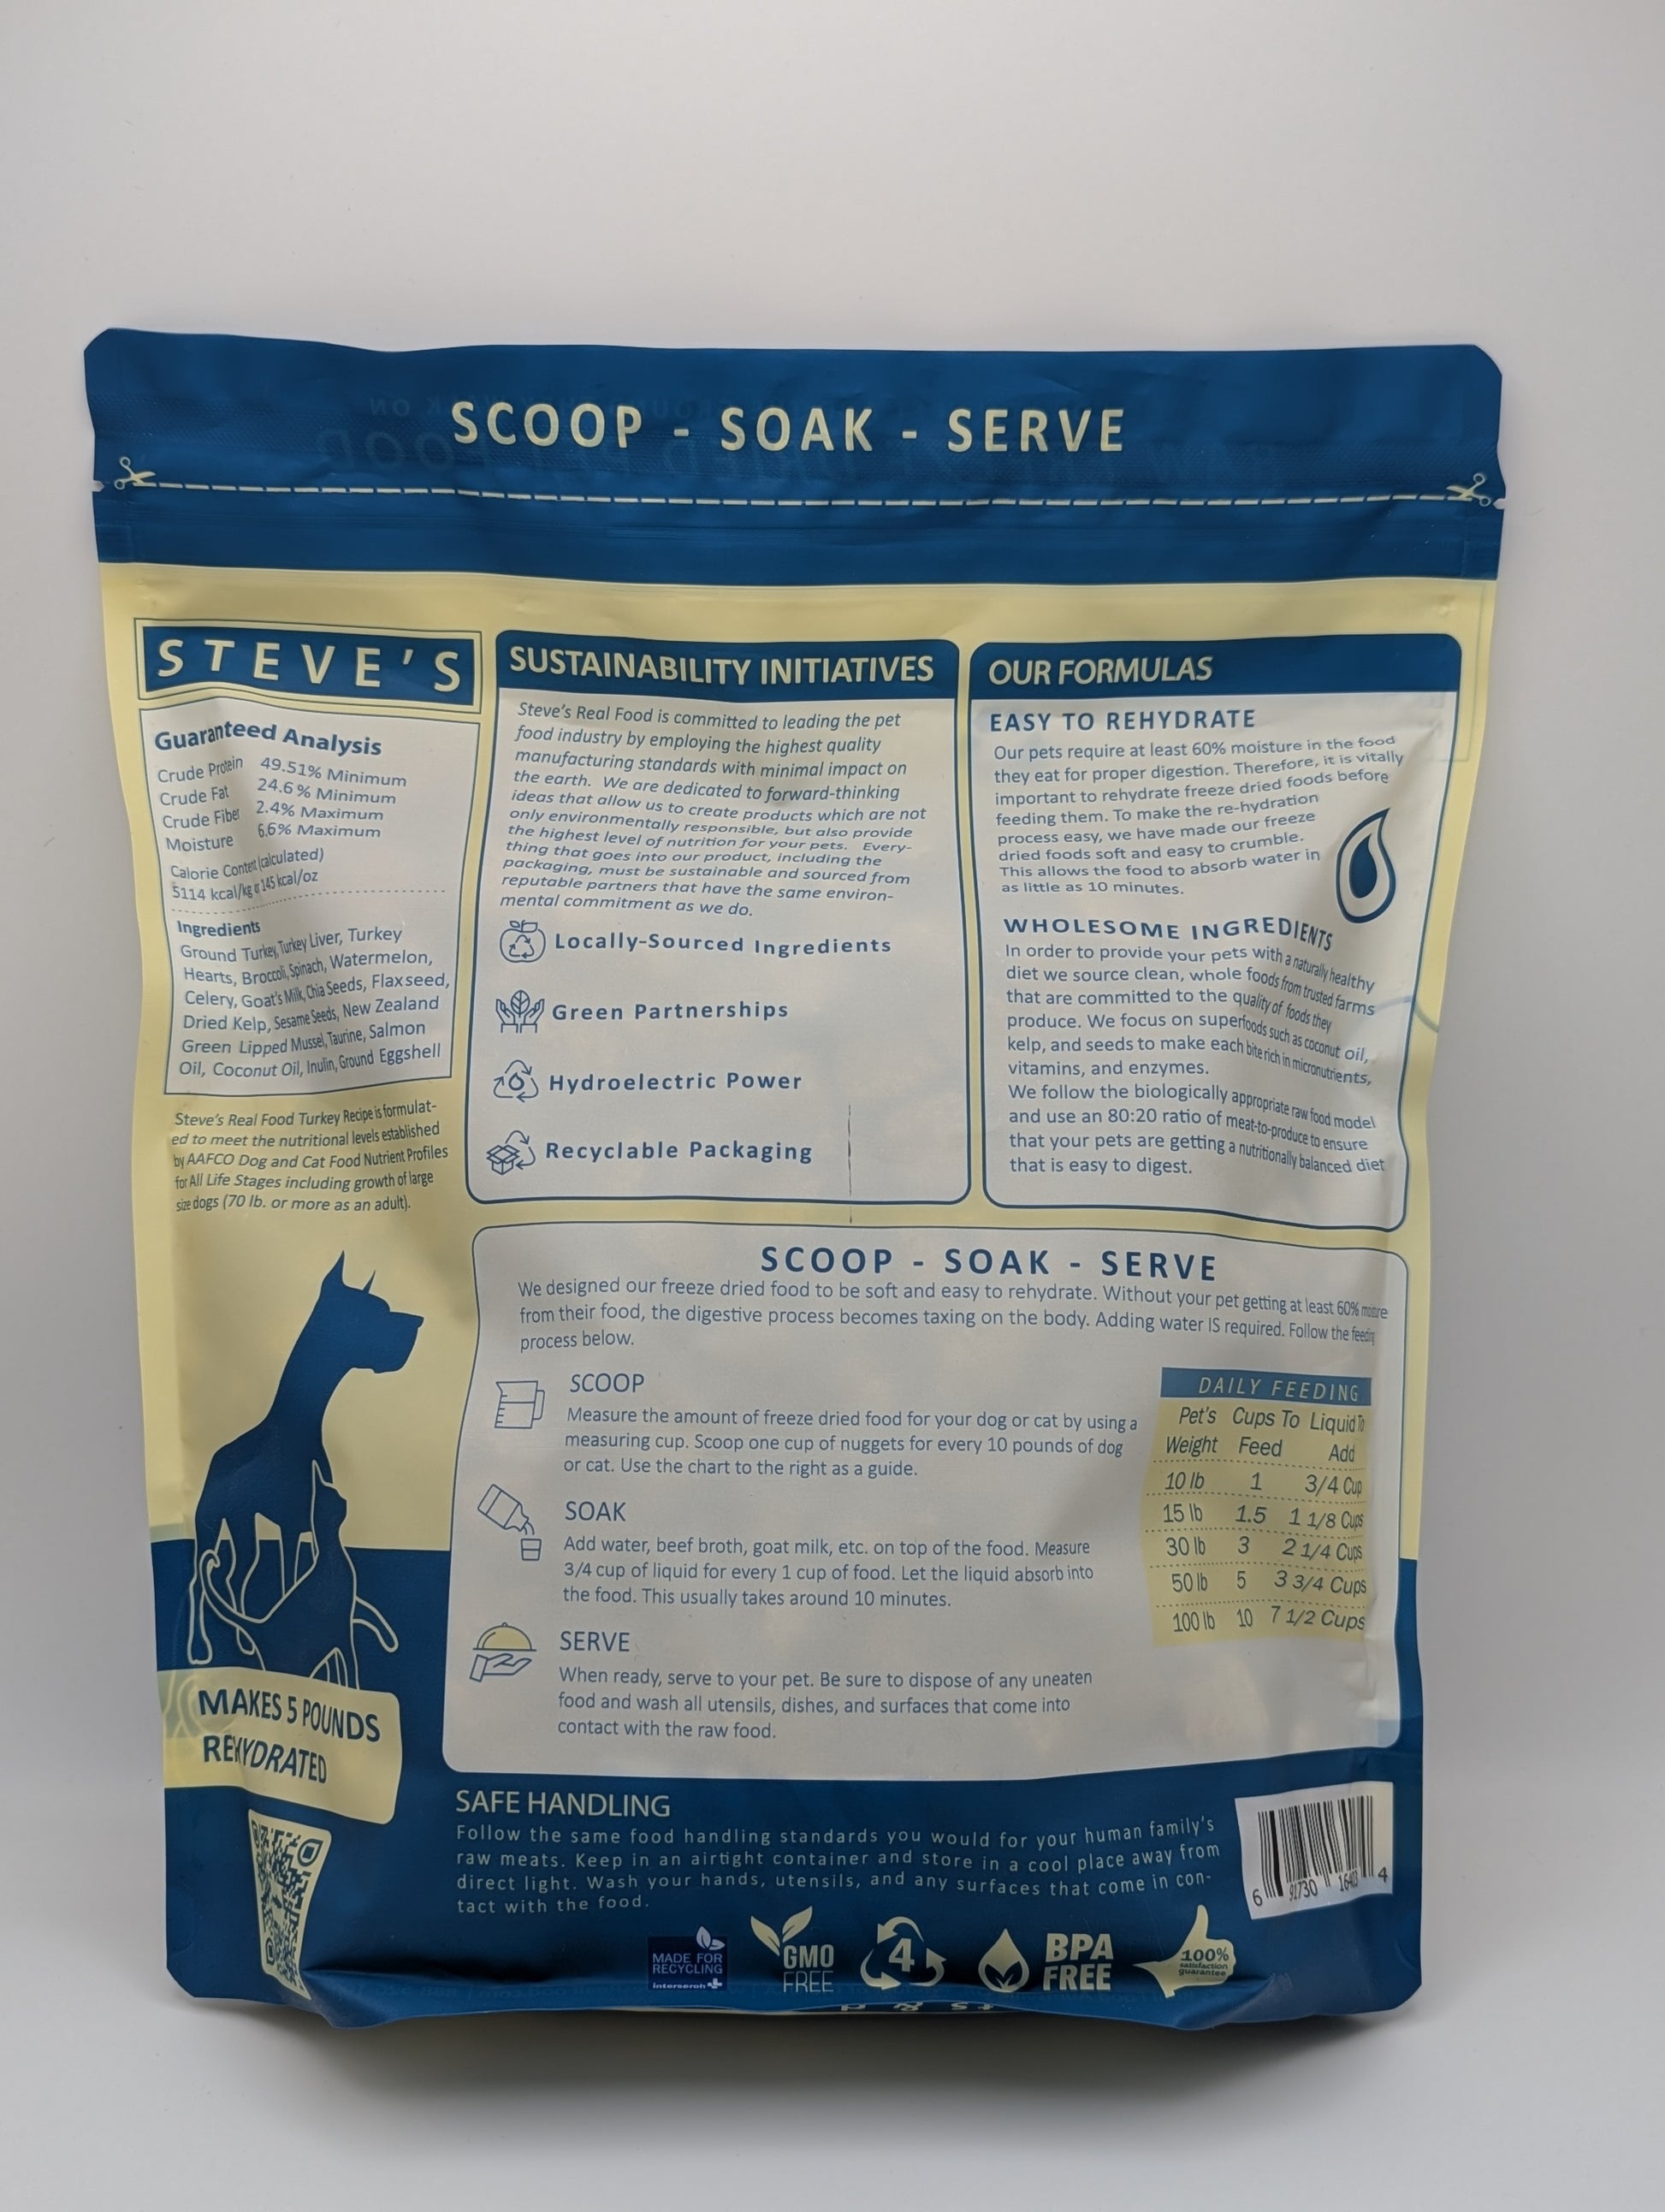 SCOOP - SOAK - SERVE
STEVE'S
Guaranteed Analysis
Crude Protein 49.51% Minimum
Crude Fat 24.6% Minimum
Crude Fiber 2.4% Maximum
Moisture 6.6% Maximum
Calorie Content (calculated)
5114 kcal/kg or 145 kcal/oz
Ingredients
Ground Turkey, Turkey Liver, Turkey
Hearts, Broccoli, Spinach, Watermelon,
Celery, Goat's Milk, Chia Seeds, Flaxseed,
Dried Kelp, Sesame Seeds, New Zealand
Green Lipped Mussel, Taurine, Salmon
Oil, Coconut Oil, Inulin, Ground Eggshell
Steve's Real Food Turkey Recipe is formulat-
ed to meet the nutritional levels established
by AAFCO Dog and Cat Food Nutrient Profiles
for All Life Stages including growth of large
size dogs (70 lb. or more as an adult).
SUSTAINABILITY INITIATIVES
Steve's Real Food is committed to leading the pet
food industry by employing the highest quality
manufacturing standards with minimal impact on
the earth. We are dedicated to forward-thinking
ideas that allow us to create products which are not
only environmentally responsible, but also provide
the highest level of nutrition for your pets. Every-
thing that goes into our product, including the
packaging, must be sustainable and sourced from
reputable partners that have the same environ-
mental commitment as we do.
Locally-Sourced Ingredients
Green Partnerships
Hydroelectric Power
Recyclable Packaging
OUR FORMULAS
EASY TO REHYDRATE
Our pets require at least 60% moisture in the food
they eat for proper digestion. Therefore, it is vitally
important to rehydrate freeze dried foods before
feeding them. To make the re-hydration
process easy, we have made our freeze
dried foods soft and easy to crumble.
This allows the food to absorb water in
as little as 10 minutes.
WHOLESOME INGREDIENTS
In order to provide your pets with a naturally healthy
diet we source clean, whole foods from trusted farms
that are committed to the quality of foods they
produce. We focus on superfoods such as coconut oil,
kelp, and seeds to make each bite rich in micronutrients,
vitamins, and enzymes.
We follow the biologically appropriate raw food model
and use an 80:20 ratio of meat-to-produce to ensure
that your pets are getting a nutritionally balanced diet
that is easy to digest.
SCOOP - SOAK - SERVE
We designed our freeze dried food to be soft and easy to rehydrate. Without your pet getting at least 60% moisture
from their food, the digestive process becomes taxing on the body. Adding water IS required. Follow the feeding
process below.
SCOOP
Measure the amount of freeze dried food for your dog or cat by using a
measuring cup. Scoop one cup of nuggets for every 10 pounds of dog
or cat. Use the chart to the right as a guide.
SOAK
Add water, beef broth, goat milk, etc. on top of the food. Measure
3/4 cup of liquid for every 1 cup of food. Let the liquid absorb into
the food. This usually takes around 10 minutes.
SERVE
When ready, serve to your pet. Be sure to dispose of any uneaten
food and wash all utensils, dishes, and surfaces that come into
contact with the raw food.
DAILY FEEDING
Pet's Cups To Liquid To
Weight Feed Add
10 lb 1 3/4 Cup
15 lb 1.5 1 1/8 Cups
30 lb 3 2 1/4 Cups
50 lb 5 3 3/4 Cups
100 lb 10 7 1/2 Cups
MAKES 5 POUNDS
REHYDRATED
SAFE HANDLING
Follow the same food handling standards you would for your human family's
raw meats. Keep in an airtight container and store in a cool place away from
direct light. Wash your hands, utensils, and any surfaces that come in con-
tact with the food.
6 91730 16403 4
MADE FOR
RECYCLING
interseroh
GMO
FREE
4
BPA
FREE
100%
satisfaction
guarantee